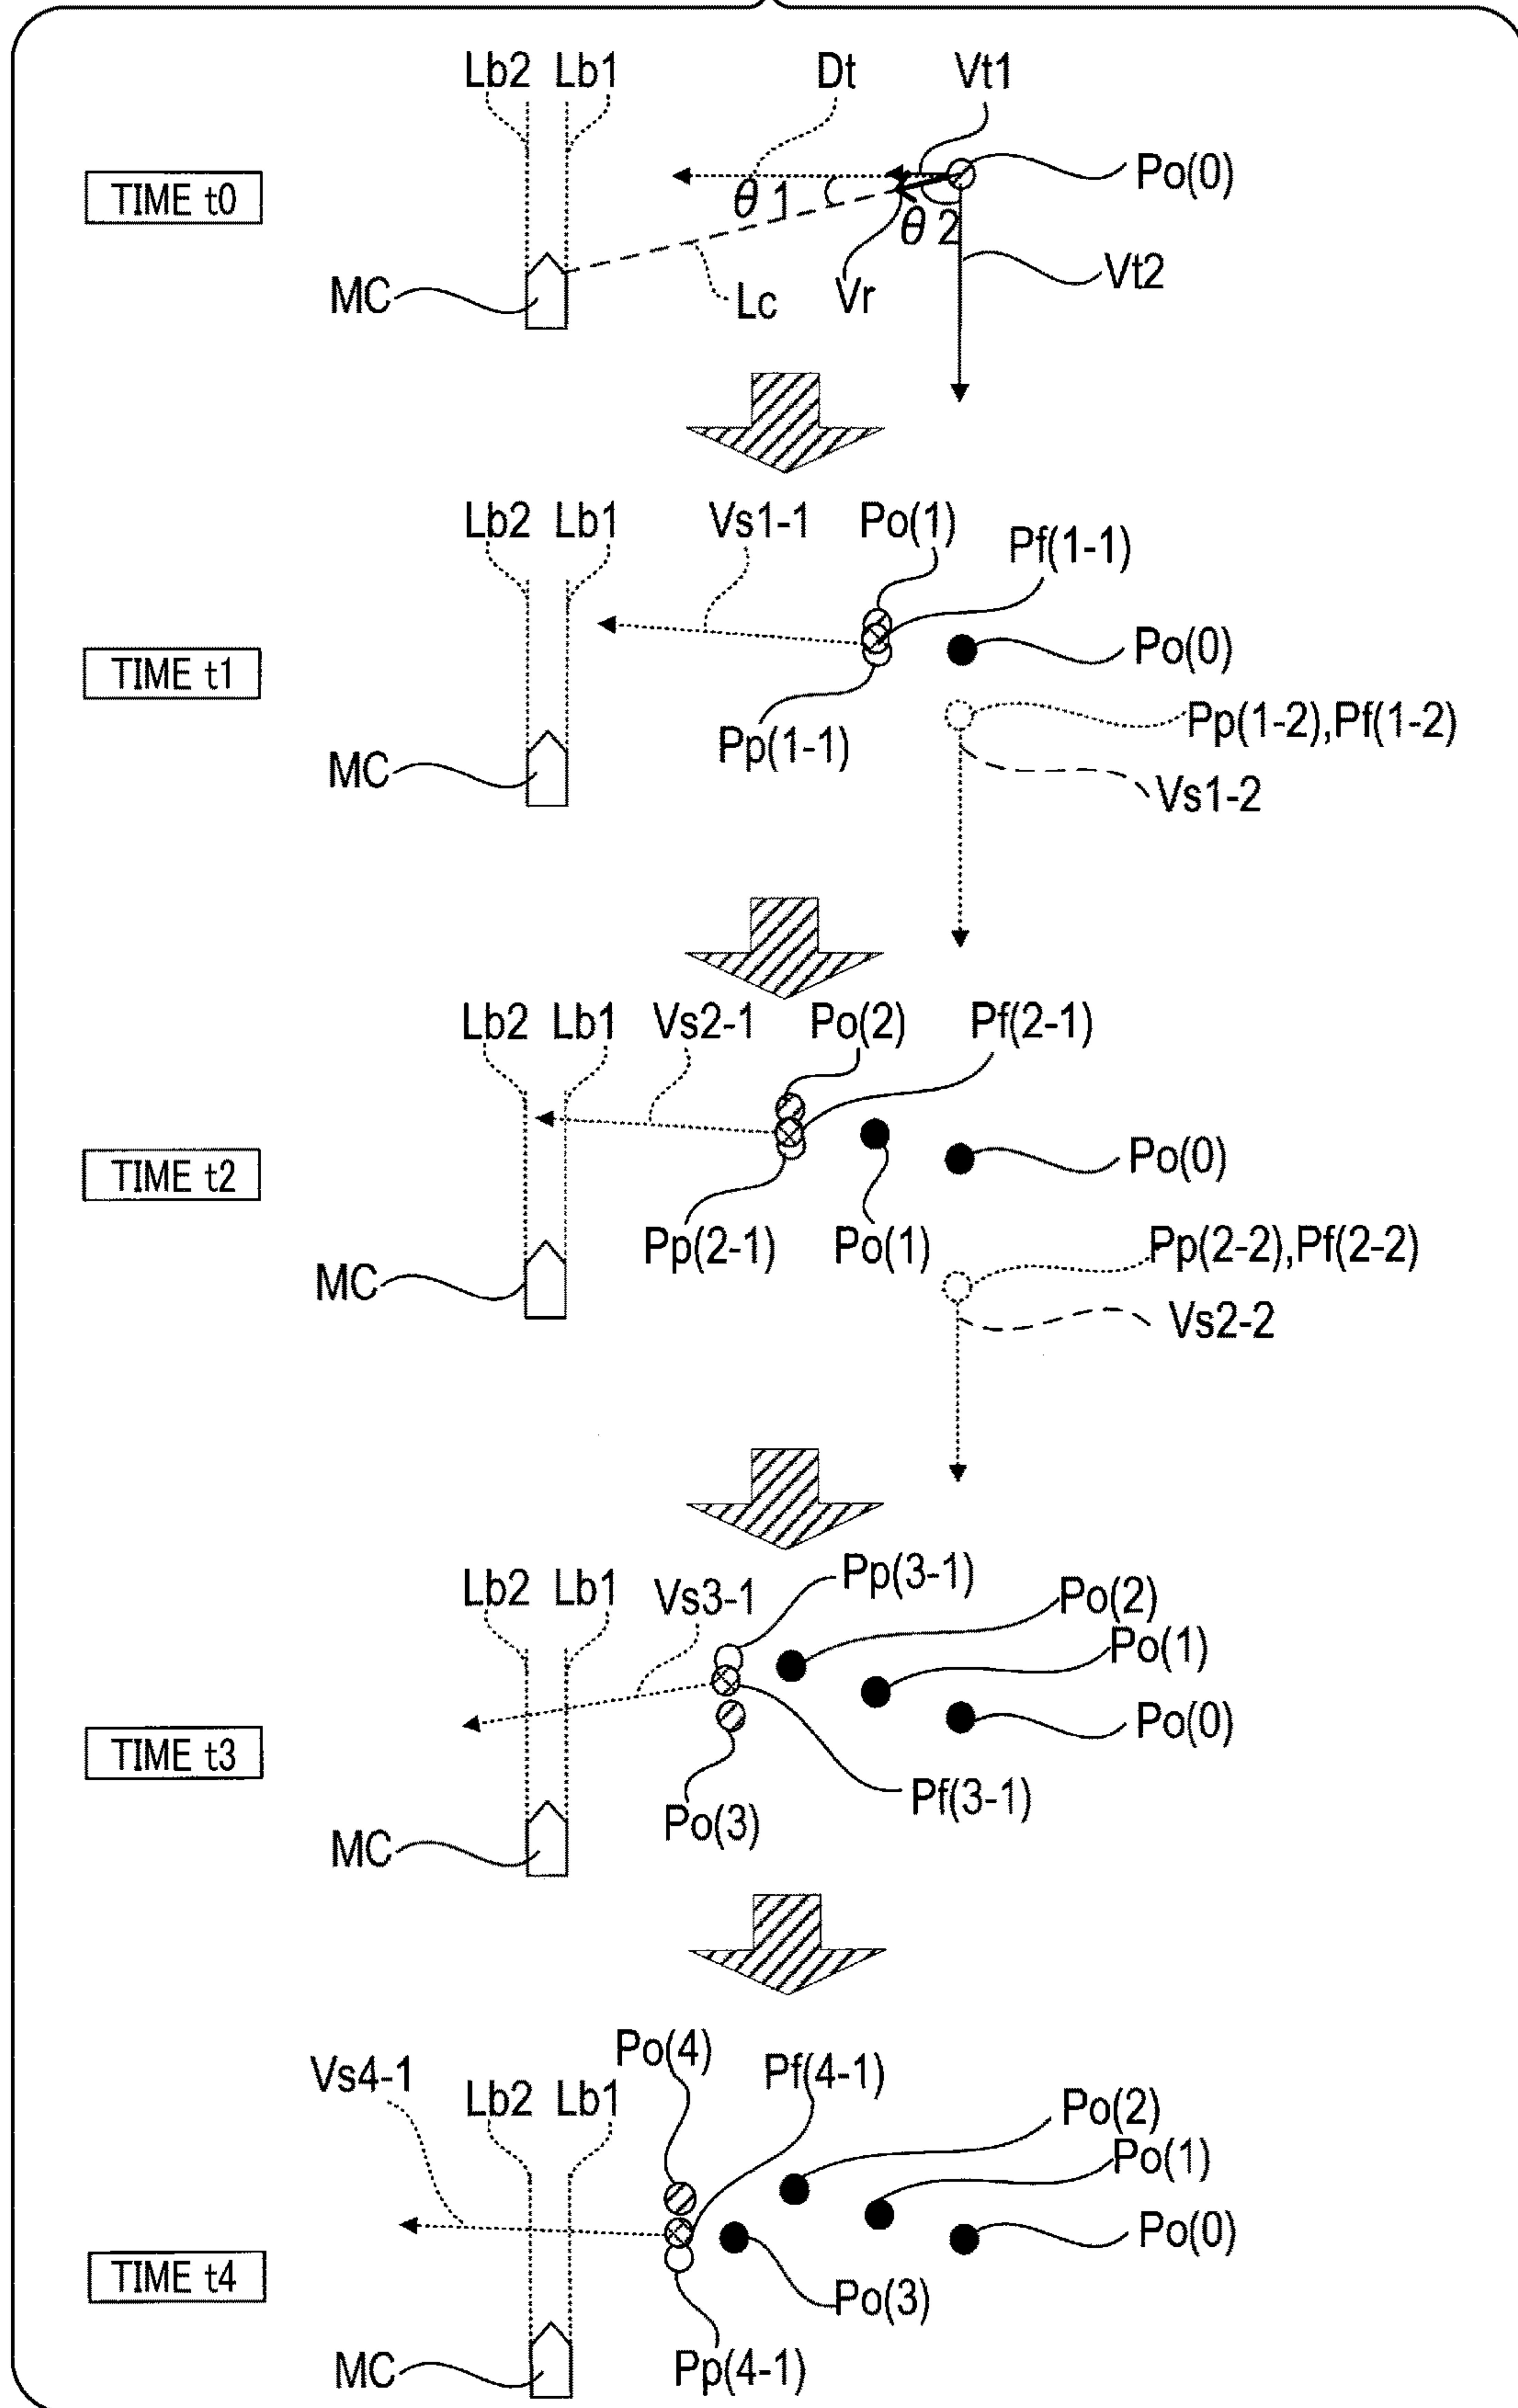 Lb2 Lb1 Dt Vt1
TIME t0 θ1 Po(0)
θ2
MC Lc Vr Vt2
Lb2 Lb1 Vs1-1 Po(1) Pf(1-1)
TIME t1 Po(0)
Pp(1-1) Pp(1-2),Pf(1-2)
MC Vs1-2
Lb2 Lb1 Vs2-1 Po(2) Pf(2-1)
TIME t2 Po(0)
Pp(2-1) Po(1) Pp(2-2),Pf(2-2)
MC Vs2-2
Lb2 Lb1 Vs3-1 Pp(3-1) Po(2)
Po(1)
TIME t3 Po(0)
Po(3) Pf(3-1)
MC
Vs4-1 Lb2 Lb1 Po(4) Pf(4-1) Po(2)
Po(1)
TIME t4 Po(0)
Po(3)
MC Pp(4-1)